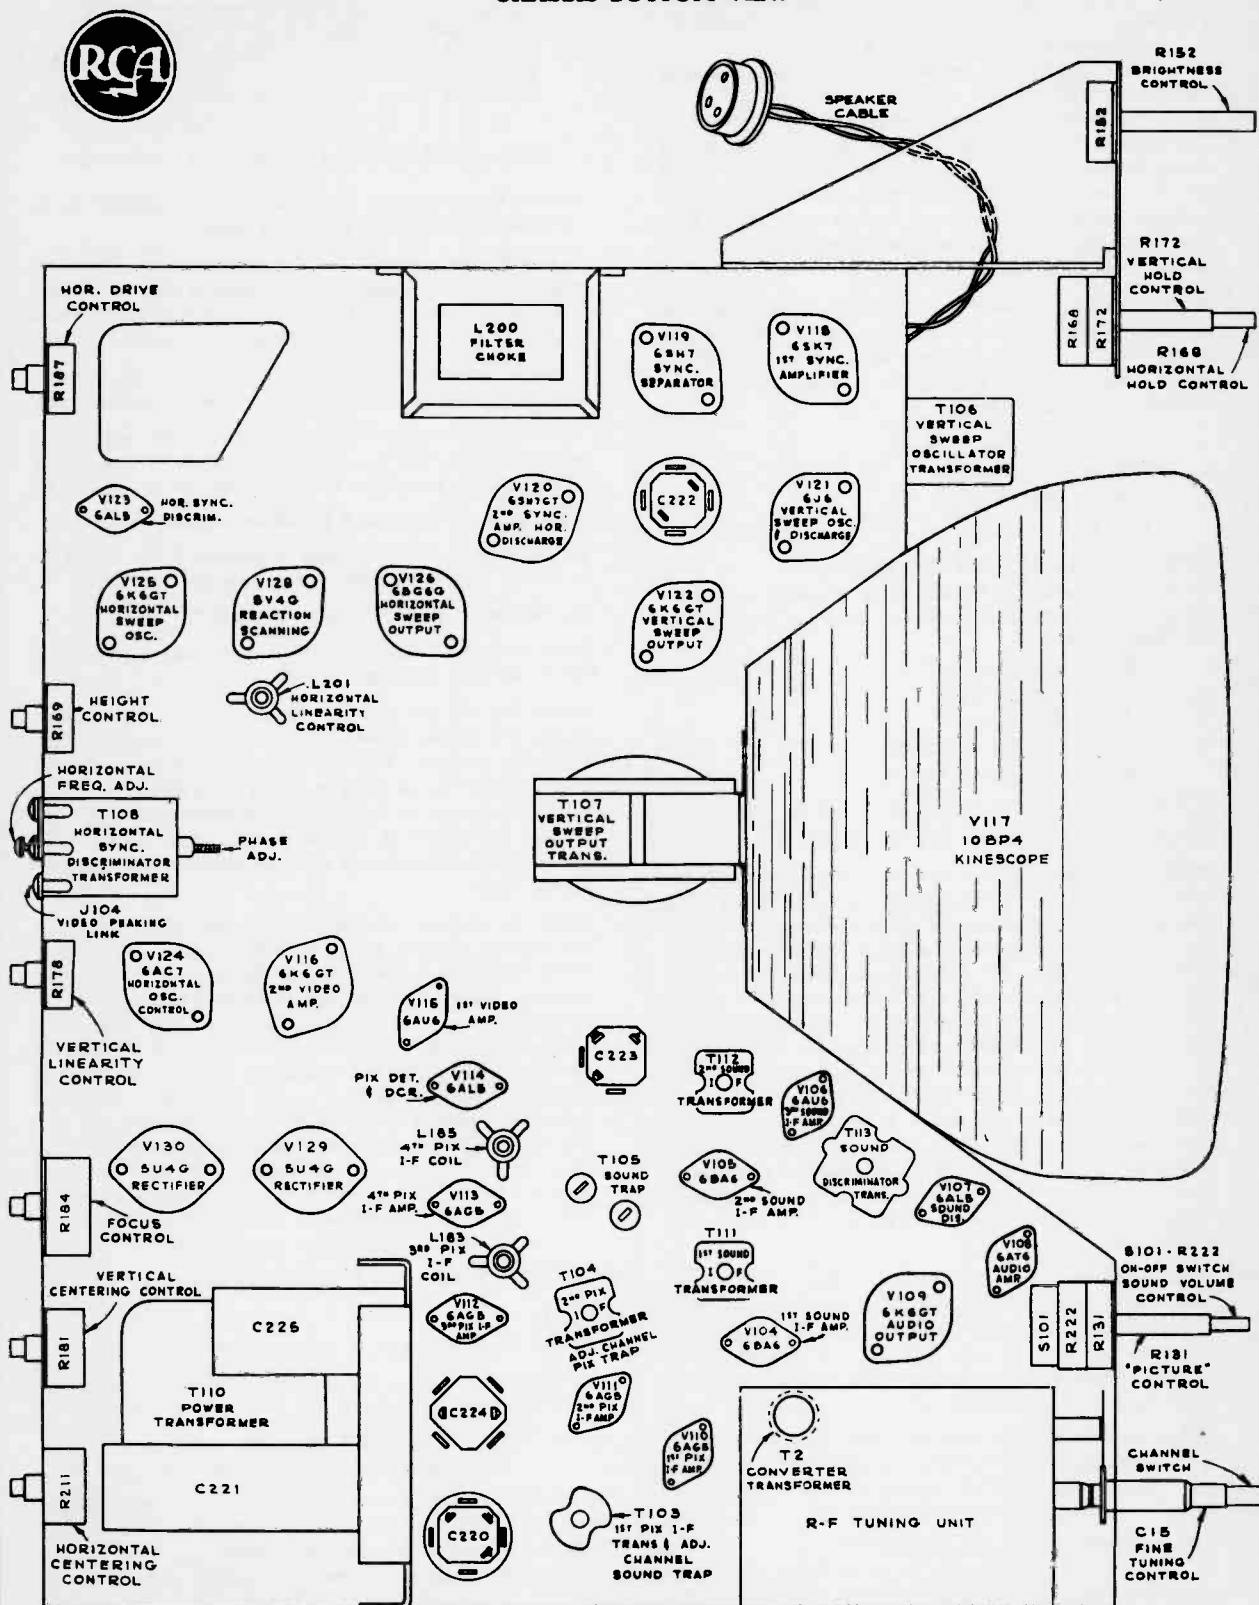 RCA
SPEAKER
CABLE
R152
BRIGHTNESS
CONTROL
R152
R172
VERTICAL
HOLD
CONTROL
R168
R172
R168
HORIZONTAL
HOLD CONTROL
HOR. DRIVE
CONTROL
R187
L200
FILTER
CHOKE
V119
6SH7
SYNC.
SEPARATOR
V118
6SK7
1ST SYNC.
AMPLIFIER
T106
VERTICAL
SWEEP
OSCILLATOR
TRANSFORMER
V123
6AL5
HOR. SYNC.
DISCRIM.
V120
6SN7GT
2ND SYNC.
AMP. HOR.
DISCHARGE
C222
V121
6J6
VERTICAL
SWEEP OSC.
& DISCHARGE
V125
6K6GT
HORIZONTAL
SWEEP
OSC.
V128
5V4G
REACTION
SCANNING
V126
6BG6G
HORIZONTAL
SWEEP
OUTPUT
V122
6K6GT
VERTICAL
SWEEP
OUTPUT
L201
HORIZONTAL
LINEARITY
CONTROL
R169
HEIGHT
CONTROL
HORIZONTAL
FREQ. ADJ.
T108
HORIZONTAL
SYNC.
DISCRIMINATOR
TRANSFORMER
PHASE
ADJ.
J104
VIDEO PEAKING
LINK
T107
VERTICAL
SWEEP
OUTPUT
TRANS.
V117
10BP4
KINESCOPE
R178
VERTICAL
LINEARITY
CONTROL
V124
6AC7
HORIZONTAL
OSC.
CONTROL
V116
6K6GT
2ND VIDEO
AMP.
V115
6AU6
1ST VIDEO
AMP.
PIX DET.
& DCR.
V114
6AL5
C223
T112
2ND SOUND
I F
TRANSFORMER
V106
6AU6
3RD SOUND
I-F AMP.
T113
SOUND
DISCRIMINATOR
TRANS.
L185
4TH PIX
I-F COIL
T105
SOUND
TRAP
V105
6BA6
2ND SOUND
I-F AMP.
V107
6AL5
SOUND
DIS.
V130
5U4G
RECTIFIER
V129
5U4G
RECTIFIER
4TH PIX
I-F AMP.
V113
6AG5
R184
FOCUS
CONTROL
L183
3RD PIX
I-F
COIL
T111
1ST SOUND
I F
TRANSFORMER
V108
6AT6
AUDIO
AMP.
S101-R222
ON-OFF SWITCH
SOUND VOLUME
CONTROL
VERTICAL
CENTERING CONTROL
R181
C225
T110
POWER
TRANSFORMER
V112
6AG5
3RD PIX I-F
AMP
T104
2ND PIX
I F
TRANSFORMER
ADJ. CHANNEL
PIX TRAP
V104
6BA6
1ST SOUND
I-F AMP.
V109
6K6GT
AUDIO
OUTPUT
S101
R222
R131
R131
"PICTURE"
CONTROL
C224
V111
6AG5
2ND PIX
I-F AMP.
V110
6AG5
1ST PIX
I-F AMP.
T2
CONVERTER
TRANSFORMER
R-F TUNING UNIT
CHANNEL
SWITCH
C15
FINE
TUNING
CONTROL
R211
HORIZONTAL
CENTERING
CONTROL
C221
C220
T103
1ST PIX I-F
TRANS & ADJ.
CHANNEL
SOUND TRAP